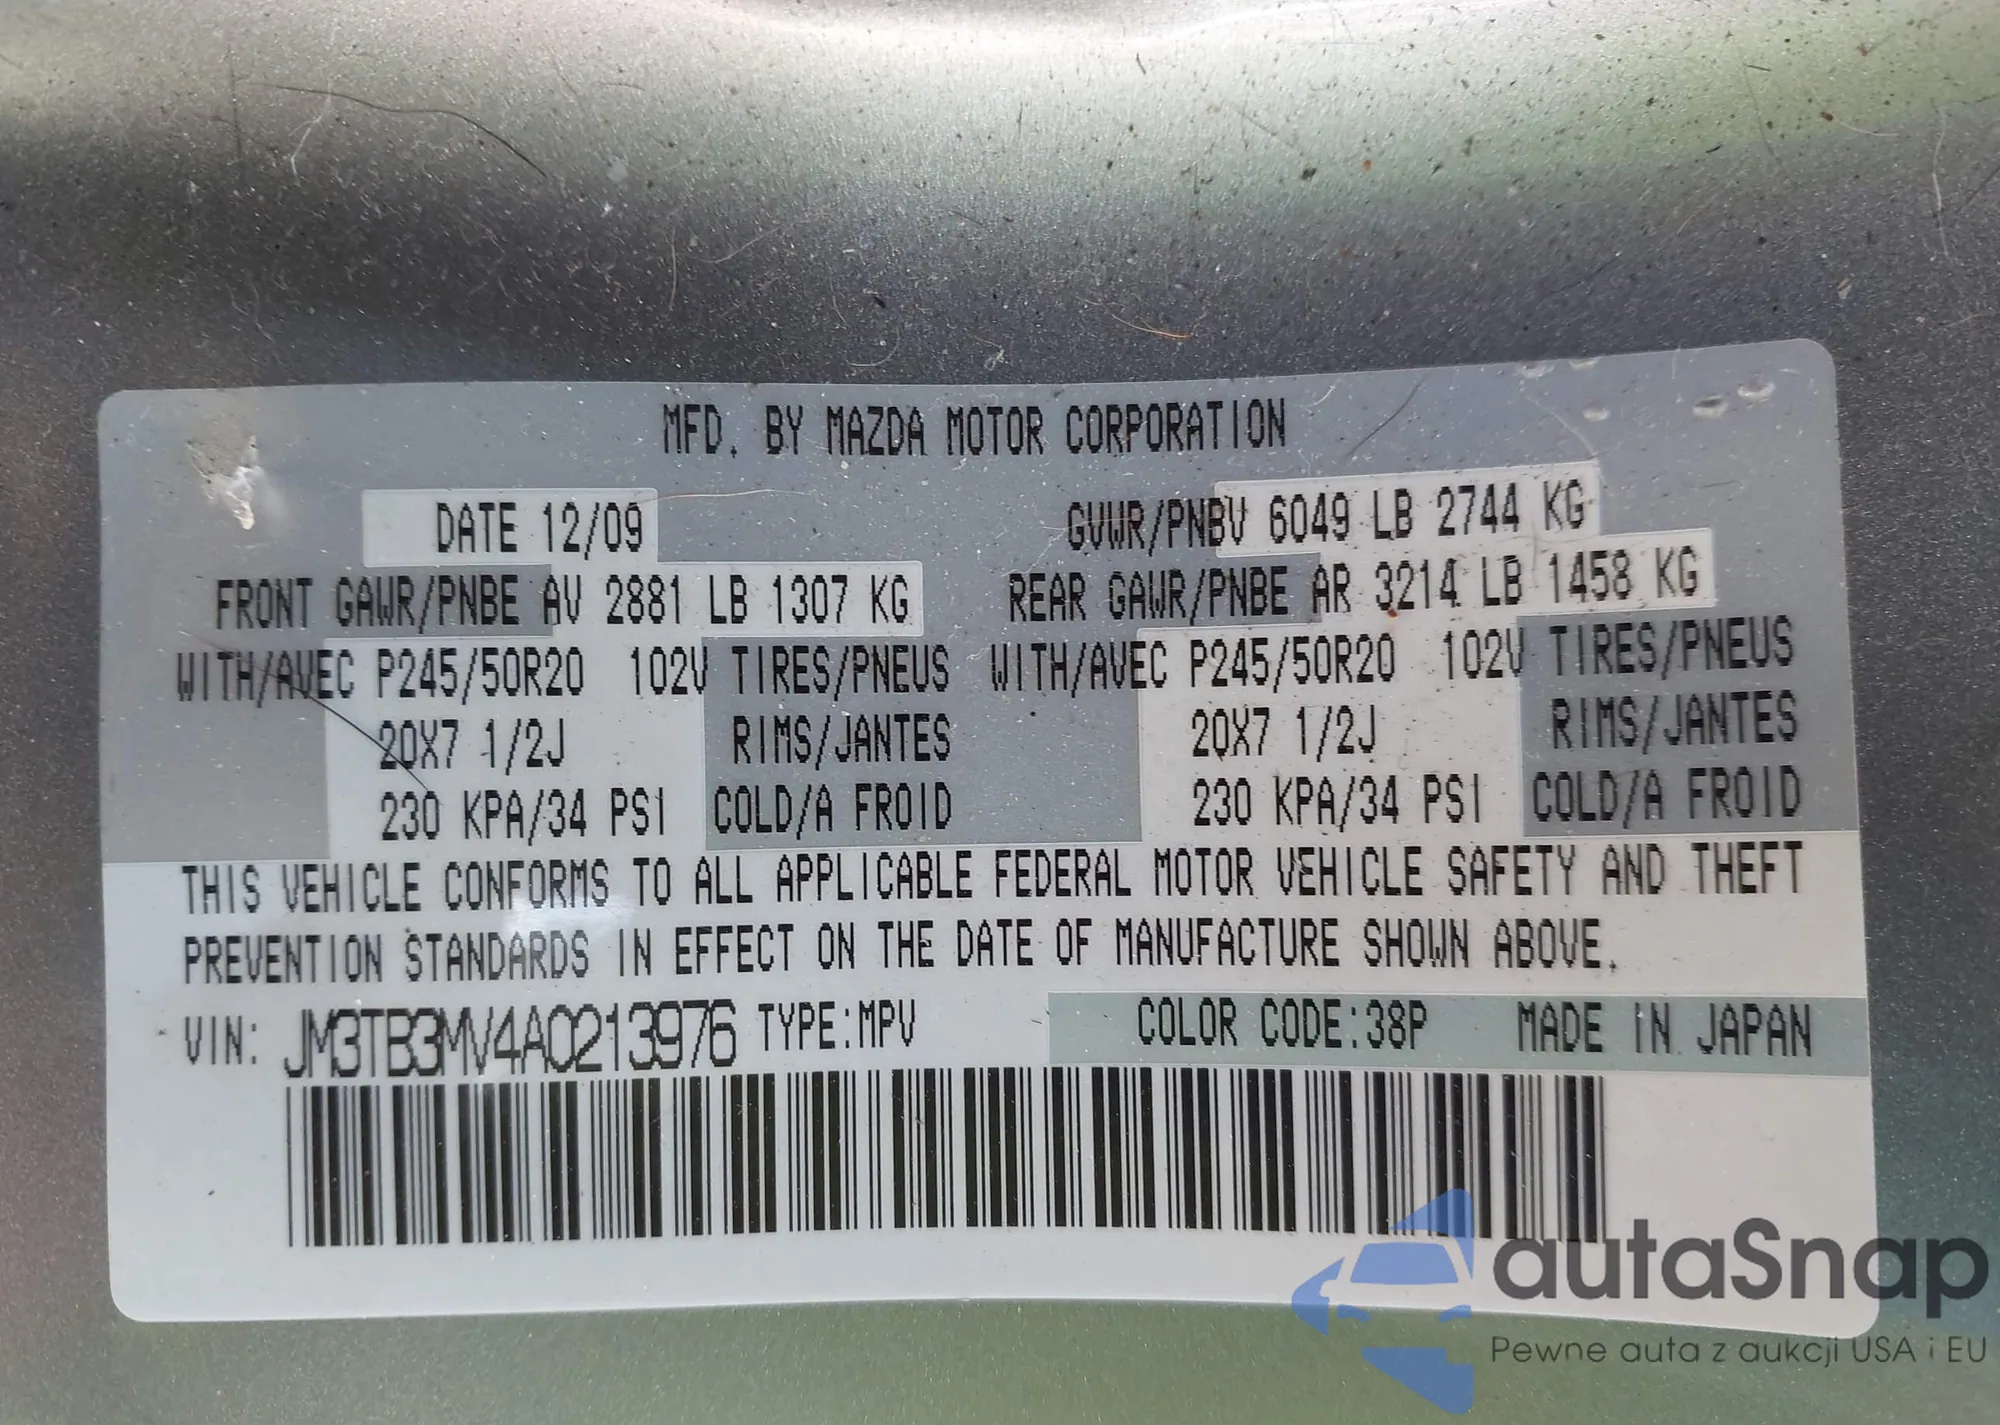 MFD. BY MAZDA MOTOR CORPORATION
DATE 12/09 GVWR/PNBV 6049 LB 2744 KG
FRONT GAWR/PNBE AV 2881 LB 1307 KG REAR GAWR/PNBE AR 3214 LB 1458 KG
WITH/AVEC P245/50R20 102V TIRES/PNEUS WITH/AVEC P245/50R20 102V TIRES/PNEUS
20X7 1/2J RIMS/JANTES 20X7 1/2J RIMS/JANTES
230 KPA/34 PSI COLD/A FROID 230 KPA/34 PSI COLD/A FROID
THIS VEHICLE CONFORMS TO ALL APPLICABLE FEDERAL MOTOR VEHICLE SAFETY AND THEFT
PREVENTION STANDARDS IN EFFECT ON THE DATE OF MANUFACTURE SHOWN ABOVE.
VIN: JM3TB3MV4A0213976 TYPE:MPV COLOR CODE:38P MADE IN JAPAN
autaSnap
Pewne auta z aukcji USA i EU